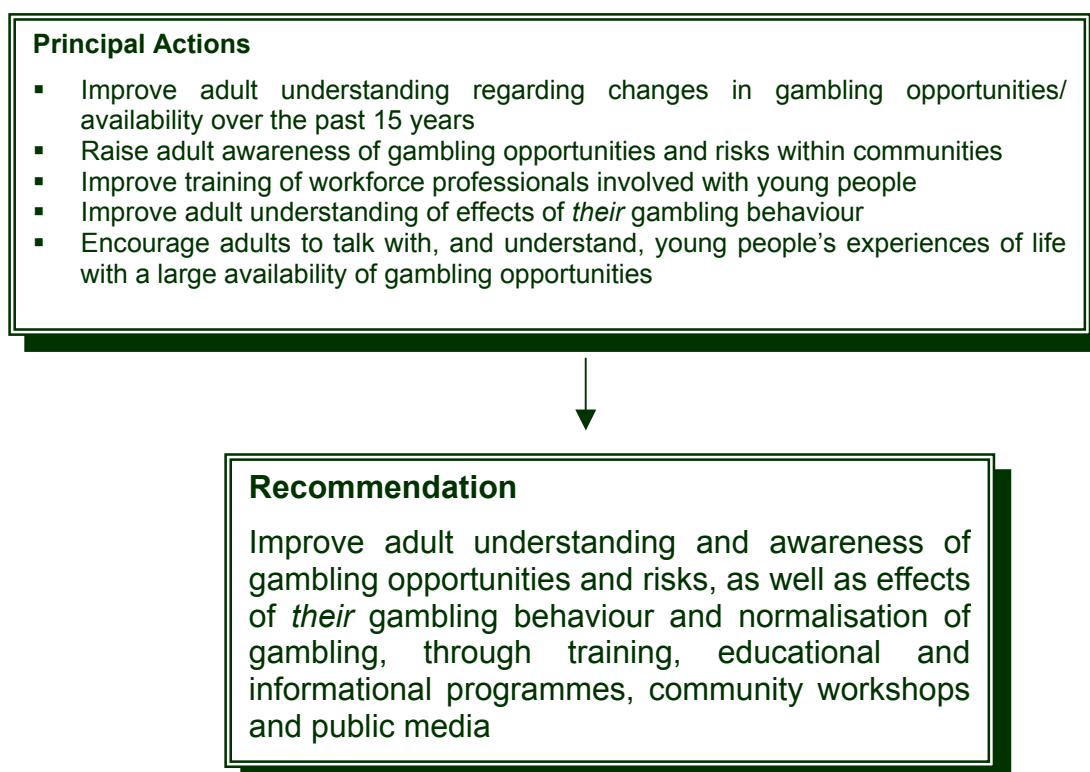 Principal Actions
▪ Improve adult understanding regarding changes in gambling opportunities/
availability over the past 15 years
▪ Raise adult awareness of gambling opportunities and risks within communities
▪ Improve training of workforce professionals involved with young people
▪ Improve adult understanding of effects of their gambling behaviour
▪ Encourage adults to talk with, and understand, young people's experiences of life
with a large availability of gambling opportunities
Recommendation
Improve adult understanding and awareness of
gambling opportunities and risks, as well as effects
of their gambling behaviour and normalisation of
gambling, through training, educational and
informational programmes, community workshops
and public media